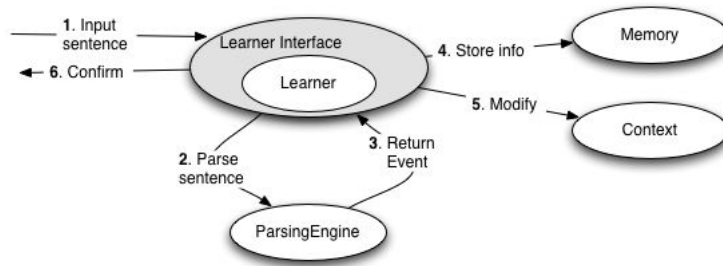 1. Input
sentence
Learner Interface
Learner
6. Confirm
4. Store info
Memory
5. Modify
Context
2. Parse
sentence
3. Return
Event
ParsingEngine